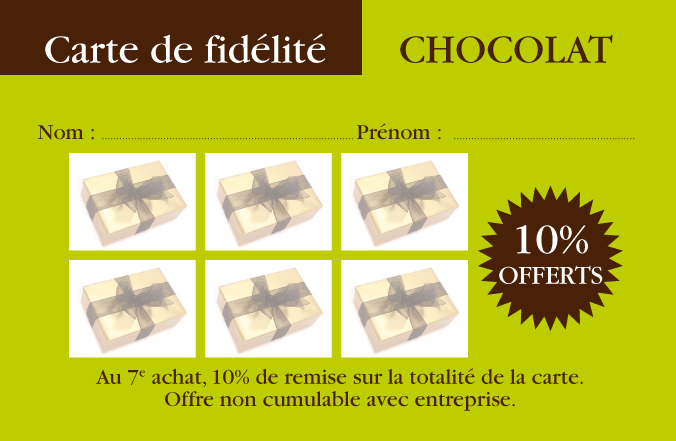 Carte de fidélité
CHOCOLAT
Nom : Prénom :
10%
OFFERTS
Au 7e achat, 10% de remise sur la totalité de la carte.
Offre non cumulable avec entreprise.